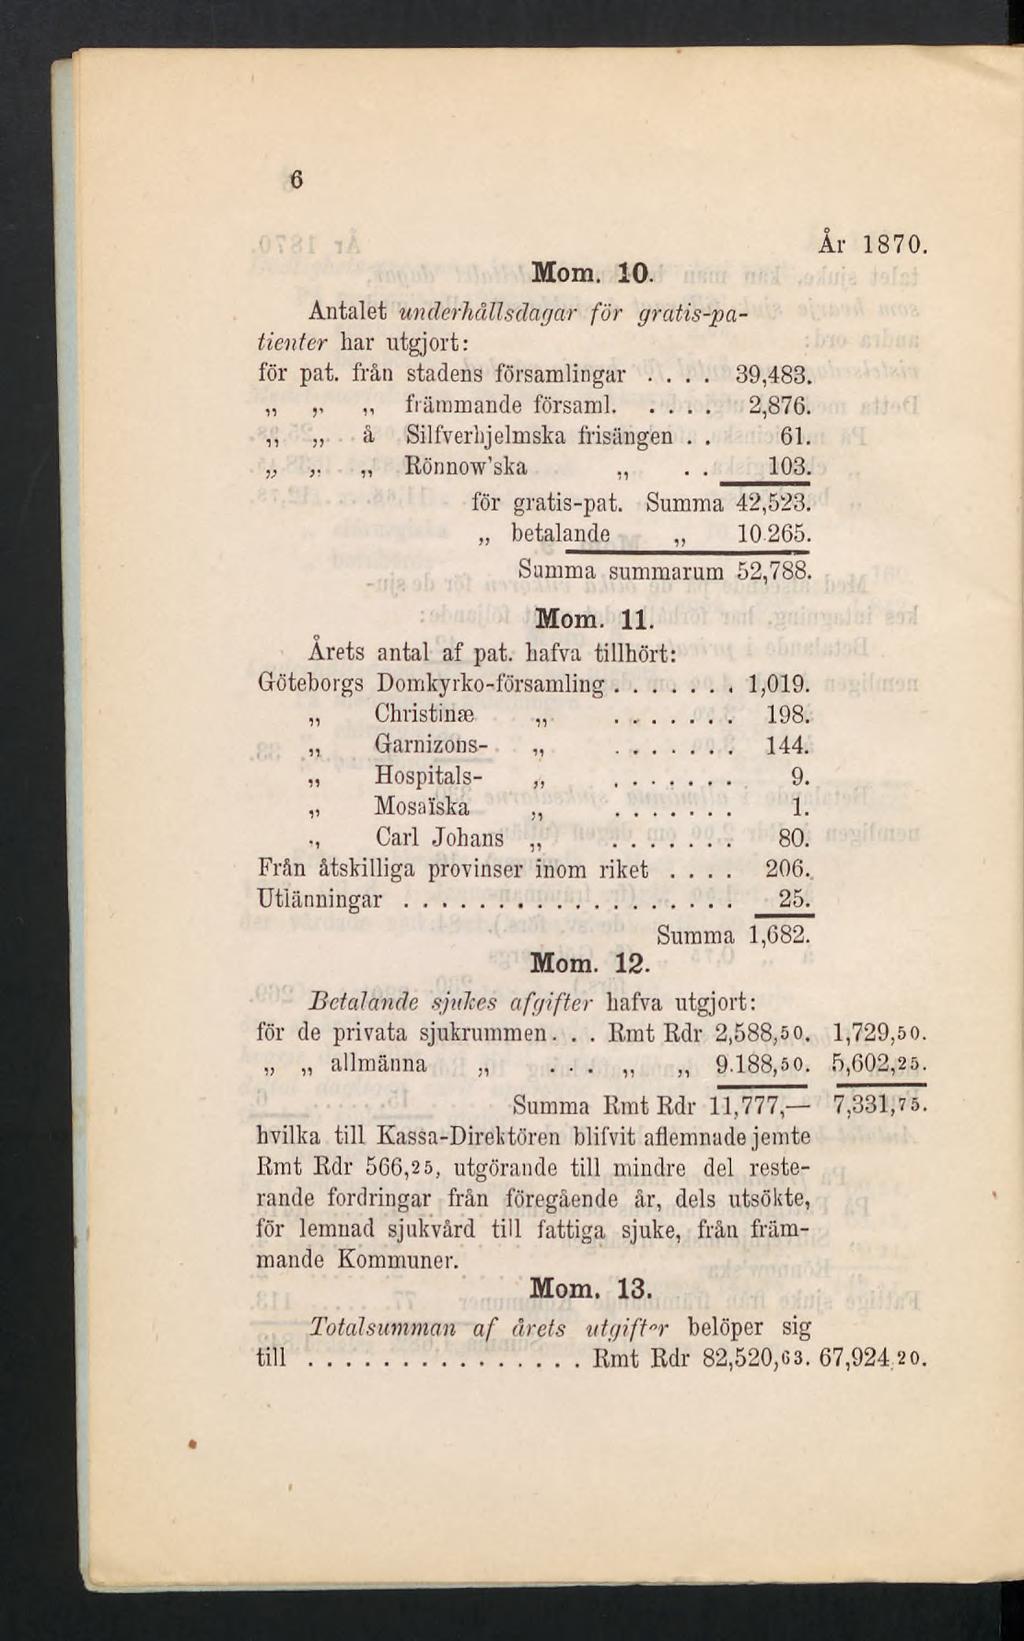 6
År 1870.
Mom. 10.
Antalet underhållsdagar för gratis-pa-
tienter har utgjort:
för pat. från stadens församlingar . . . . 39,483.
„ „ „ främmande församl. . . . . 2,876.
„ „ å Silfverhjelmska frisängen . . 61.
„ „ „ Rönnow'ska „ . . 103.
för gratis-pat. Summa 42,523.
„ betalande „ 10.265.
Summa summarum 52,788.
Mom. 11.
Årets antal af pat. hafva tillhört:
Göteborgs Domkyrko-församling . . . . . . . 1,019.
„ Christinæ „ . . . . . . . 198.
„ Garnizons- „ . . . . . . . 144.
„ Hospitals- „ . . . . . . . 9.
„ Mosaïska „ . . . . . . . 1.
„ Carl Johans „ . . . . . . . 80.
Från åtskilliga provinser inom riket . . . . 206.
Utlänningar . . . . . . . . . . . . . . . . . . 25.
Summa 1,682.
Mom. 12.
Betalande sjukes afgifter hafva utgjort:
för de privata sjukrummen. . . Rmt Rdr 2,588,50. 1,729,50.
„ „ allmänna „ . . . „ „ 9.188,50. 5,602,25.
Summa Rmt Rdr 11,777,— 7,331,75.
hvilka till Kassa-Direktören blifvit aflemnade jemte
Rmt Rdr 566,25, utgörande till mindre del reste-
rande fordringar från föregående år, dels utsökte,
för lemnad sjukvård till fattiga sjuke, från främ-
mande Kommuner.
Mom. 13.
Totalsumman af årets utgifter belöper sig
till . . . . . . . . . . . . . . . Rmt Rdr 82,520,63. 67,924,20.